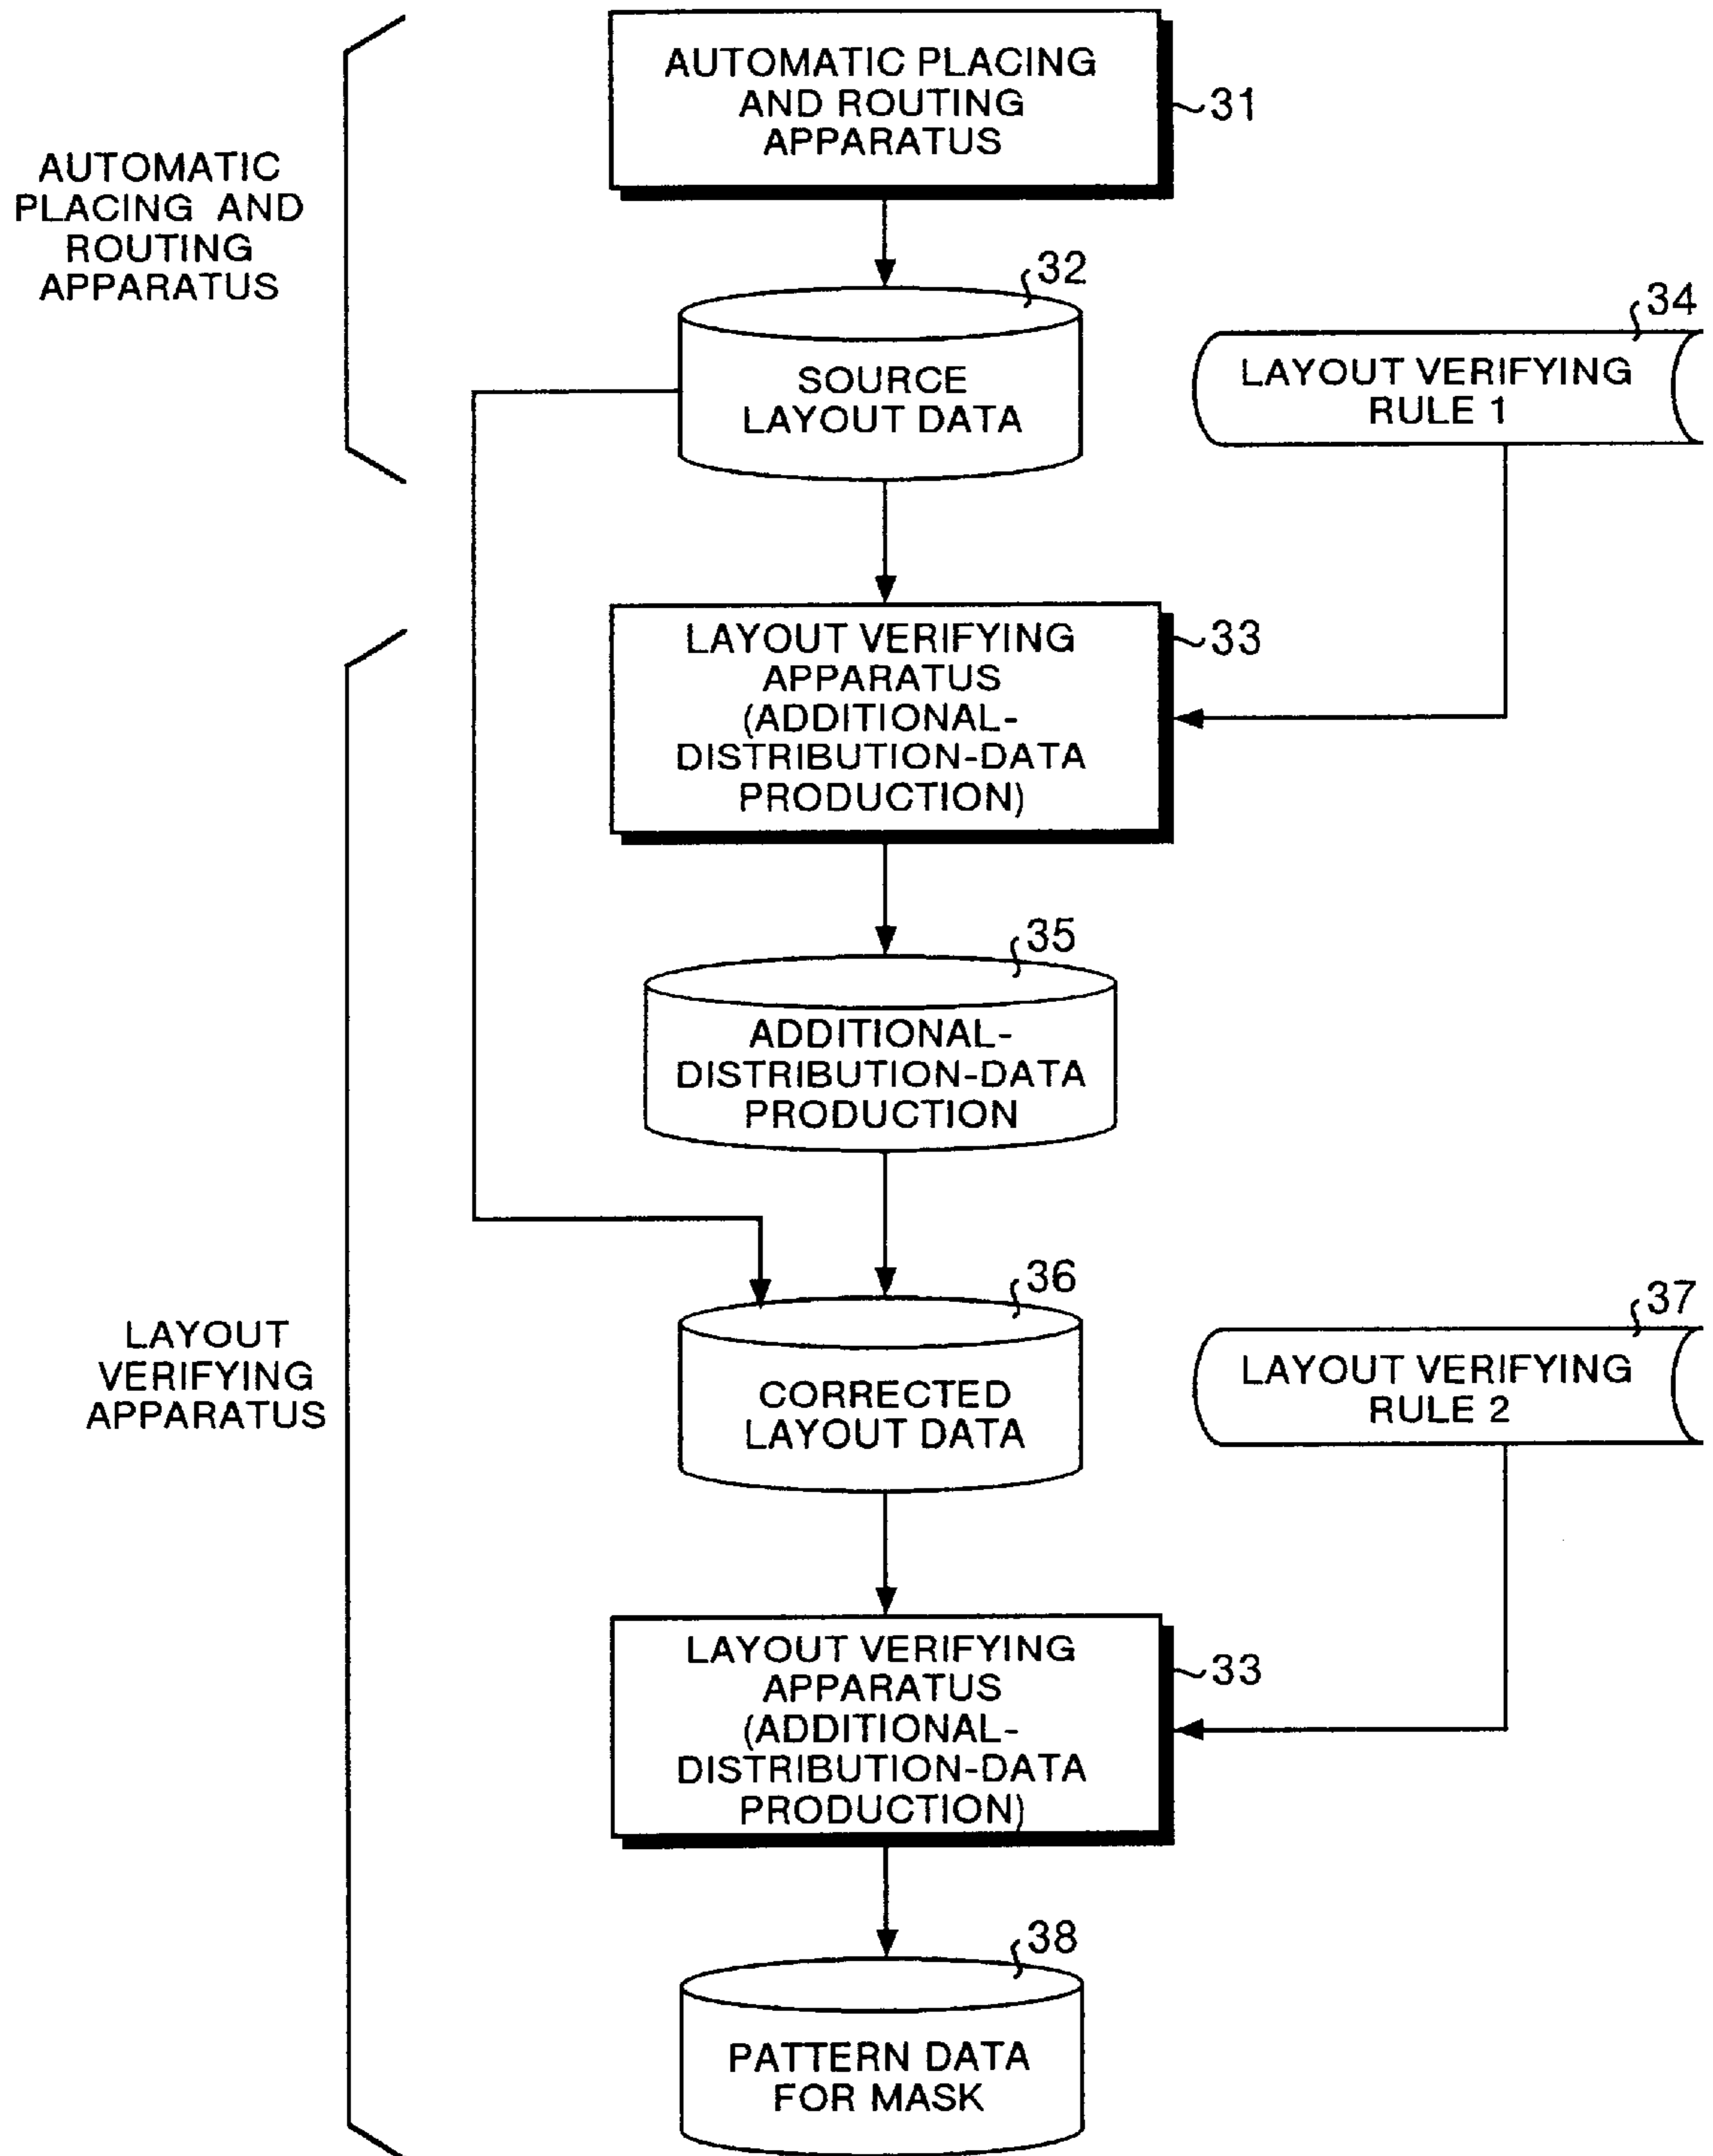 AUTOMATIC PLACING
AND ROUTING
APPARATUS
31
AUTOMATIC
PLACING AND
ROUTING
APPARATUS
32
SOURCE
LAYOUT DATA
34
LAYOUT VERIFYING
RULE 1
LAYOUT VERIFYING
APPARATUS
(ADDITIONAL-
DISTRIBUTION-DATA
PRODUCTION)
33
35
ADDITIONAL-
DISTRIBUTION-DATA
PRODUCTION
LAYOUT
VERIFYING
APPARATUS
36
CORRECTED
LAYOUT DATA
37
LAYOUT VERIFYING
RULE 2
LAYOUT VERIFYING
APPARATUS
(ADDITIONAL-
DISTRIBUTION-DATA
PRODUCTION)
33
38
PATTERN DATA
FOR MASK